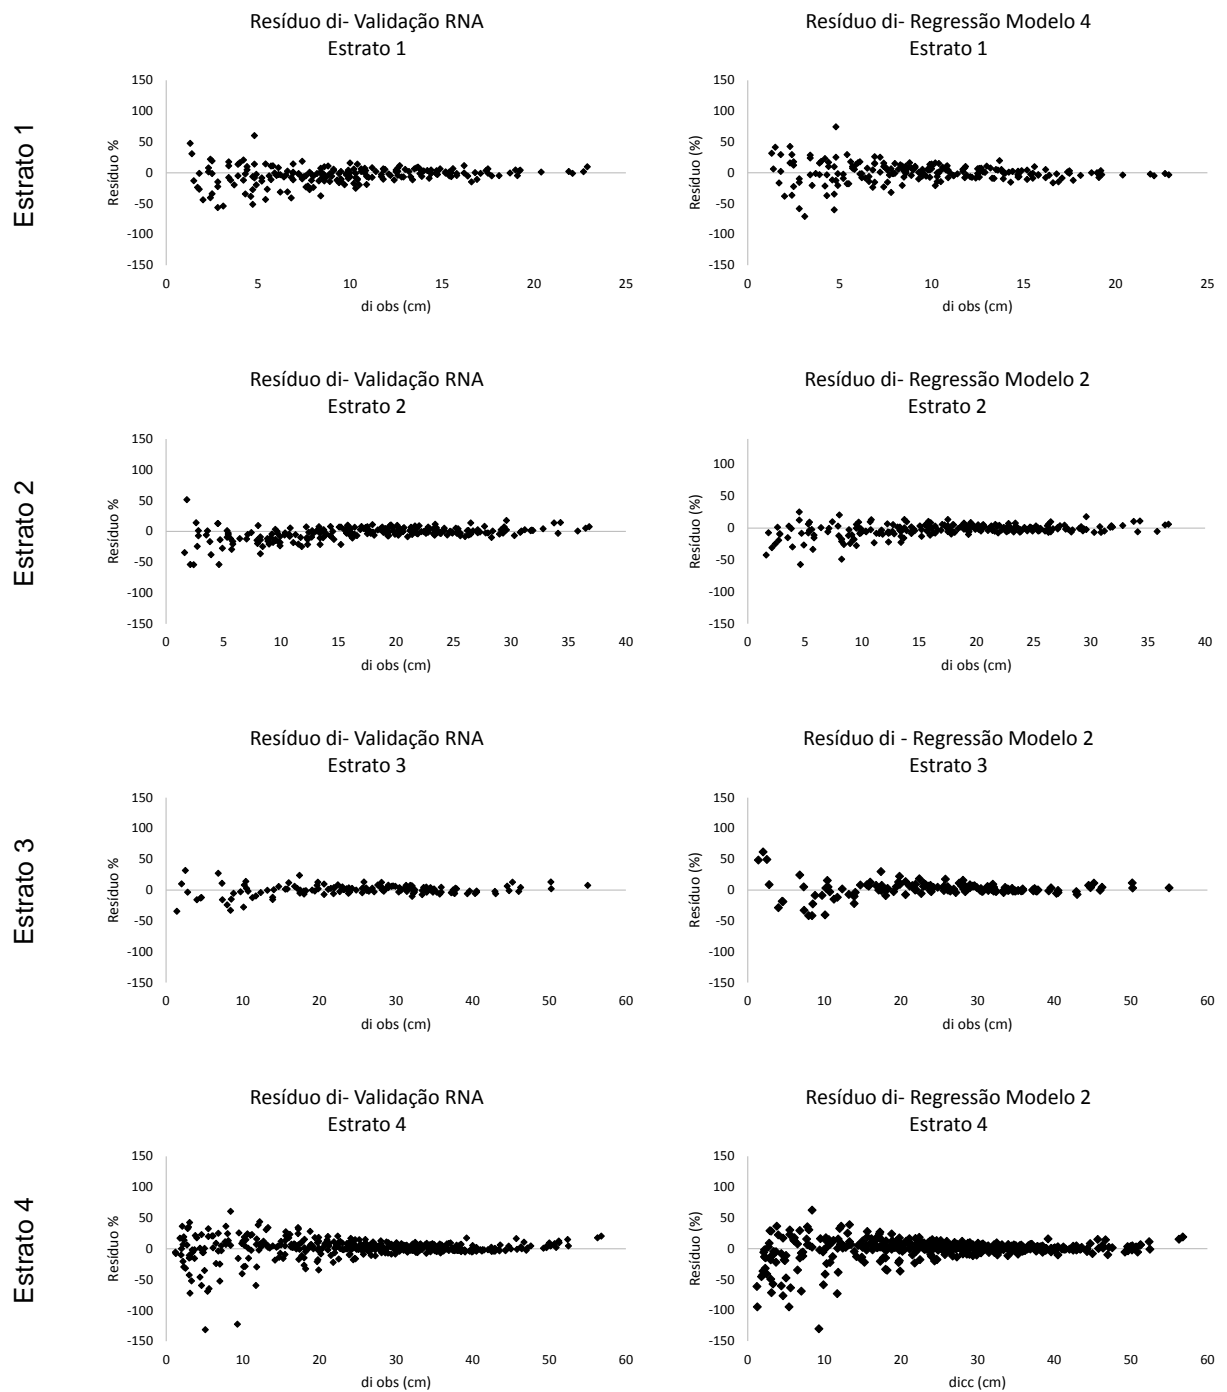 Estrato 1
Resíduo di- Validação RNA
Estrato 1
Resíduo %
150
100
50
0
-50
-100
-150
0 5 10 15 20 25
di obs (cm)
Resíduo di- Regressão Modelo 4
Estrato 1
Resíduo (%)
150
100
50
0
-50
-100
-150
0 5 10 15 20 25
di obs (cm)
Estrato 2
Resíduo di- Validação RNA
Estrato 2
Resíduo %
150
100
50
0
-50
-100
-150
0 5 10 15 20 25 30 35 40
di obs (cm)
Resíduo di- Regressão Modelo 2
Estrato 2
Resíduo (%)
100
50
0
-50
-100
-150
0 5 10 15 20 25 30 35 40
di obs (cm)
Estrato 3
Resíduo di- Validação RNA
Estrato 3
Resíduo %
150
100
50
0
-50
-100
-150
0 10 20 30 40 50 60
di obs (cm)
Resíduo di - Regressão Modelo 2
Estrato 3
Resíduo (%)
150
100
50
0
-50
-100
-150
0 10 20 30 40 50 60
di obs (cm)
Estrato 4
Resíduo di- Validação RNA
Estrato 4
Resíduo %
150
100
50
0
-50
-100
-150
0 10 20 30 40 50 60
di obs (cm)
Resíduo di- Regressão Modelo 2
Estrato 4
Resíduo (%)
150
100
50
0
-50
-100
-150
0 10 20 30 40 50 60
dicc (cm)